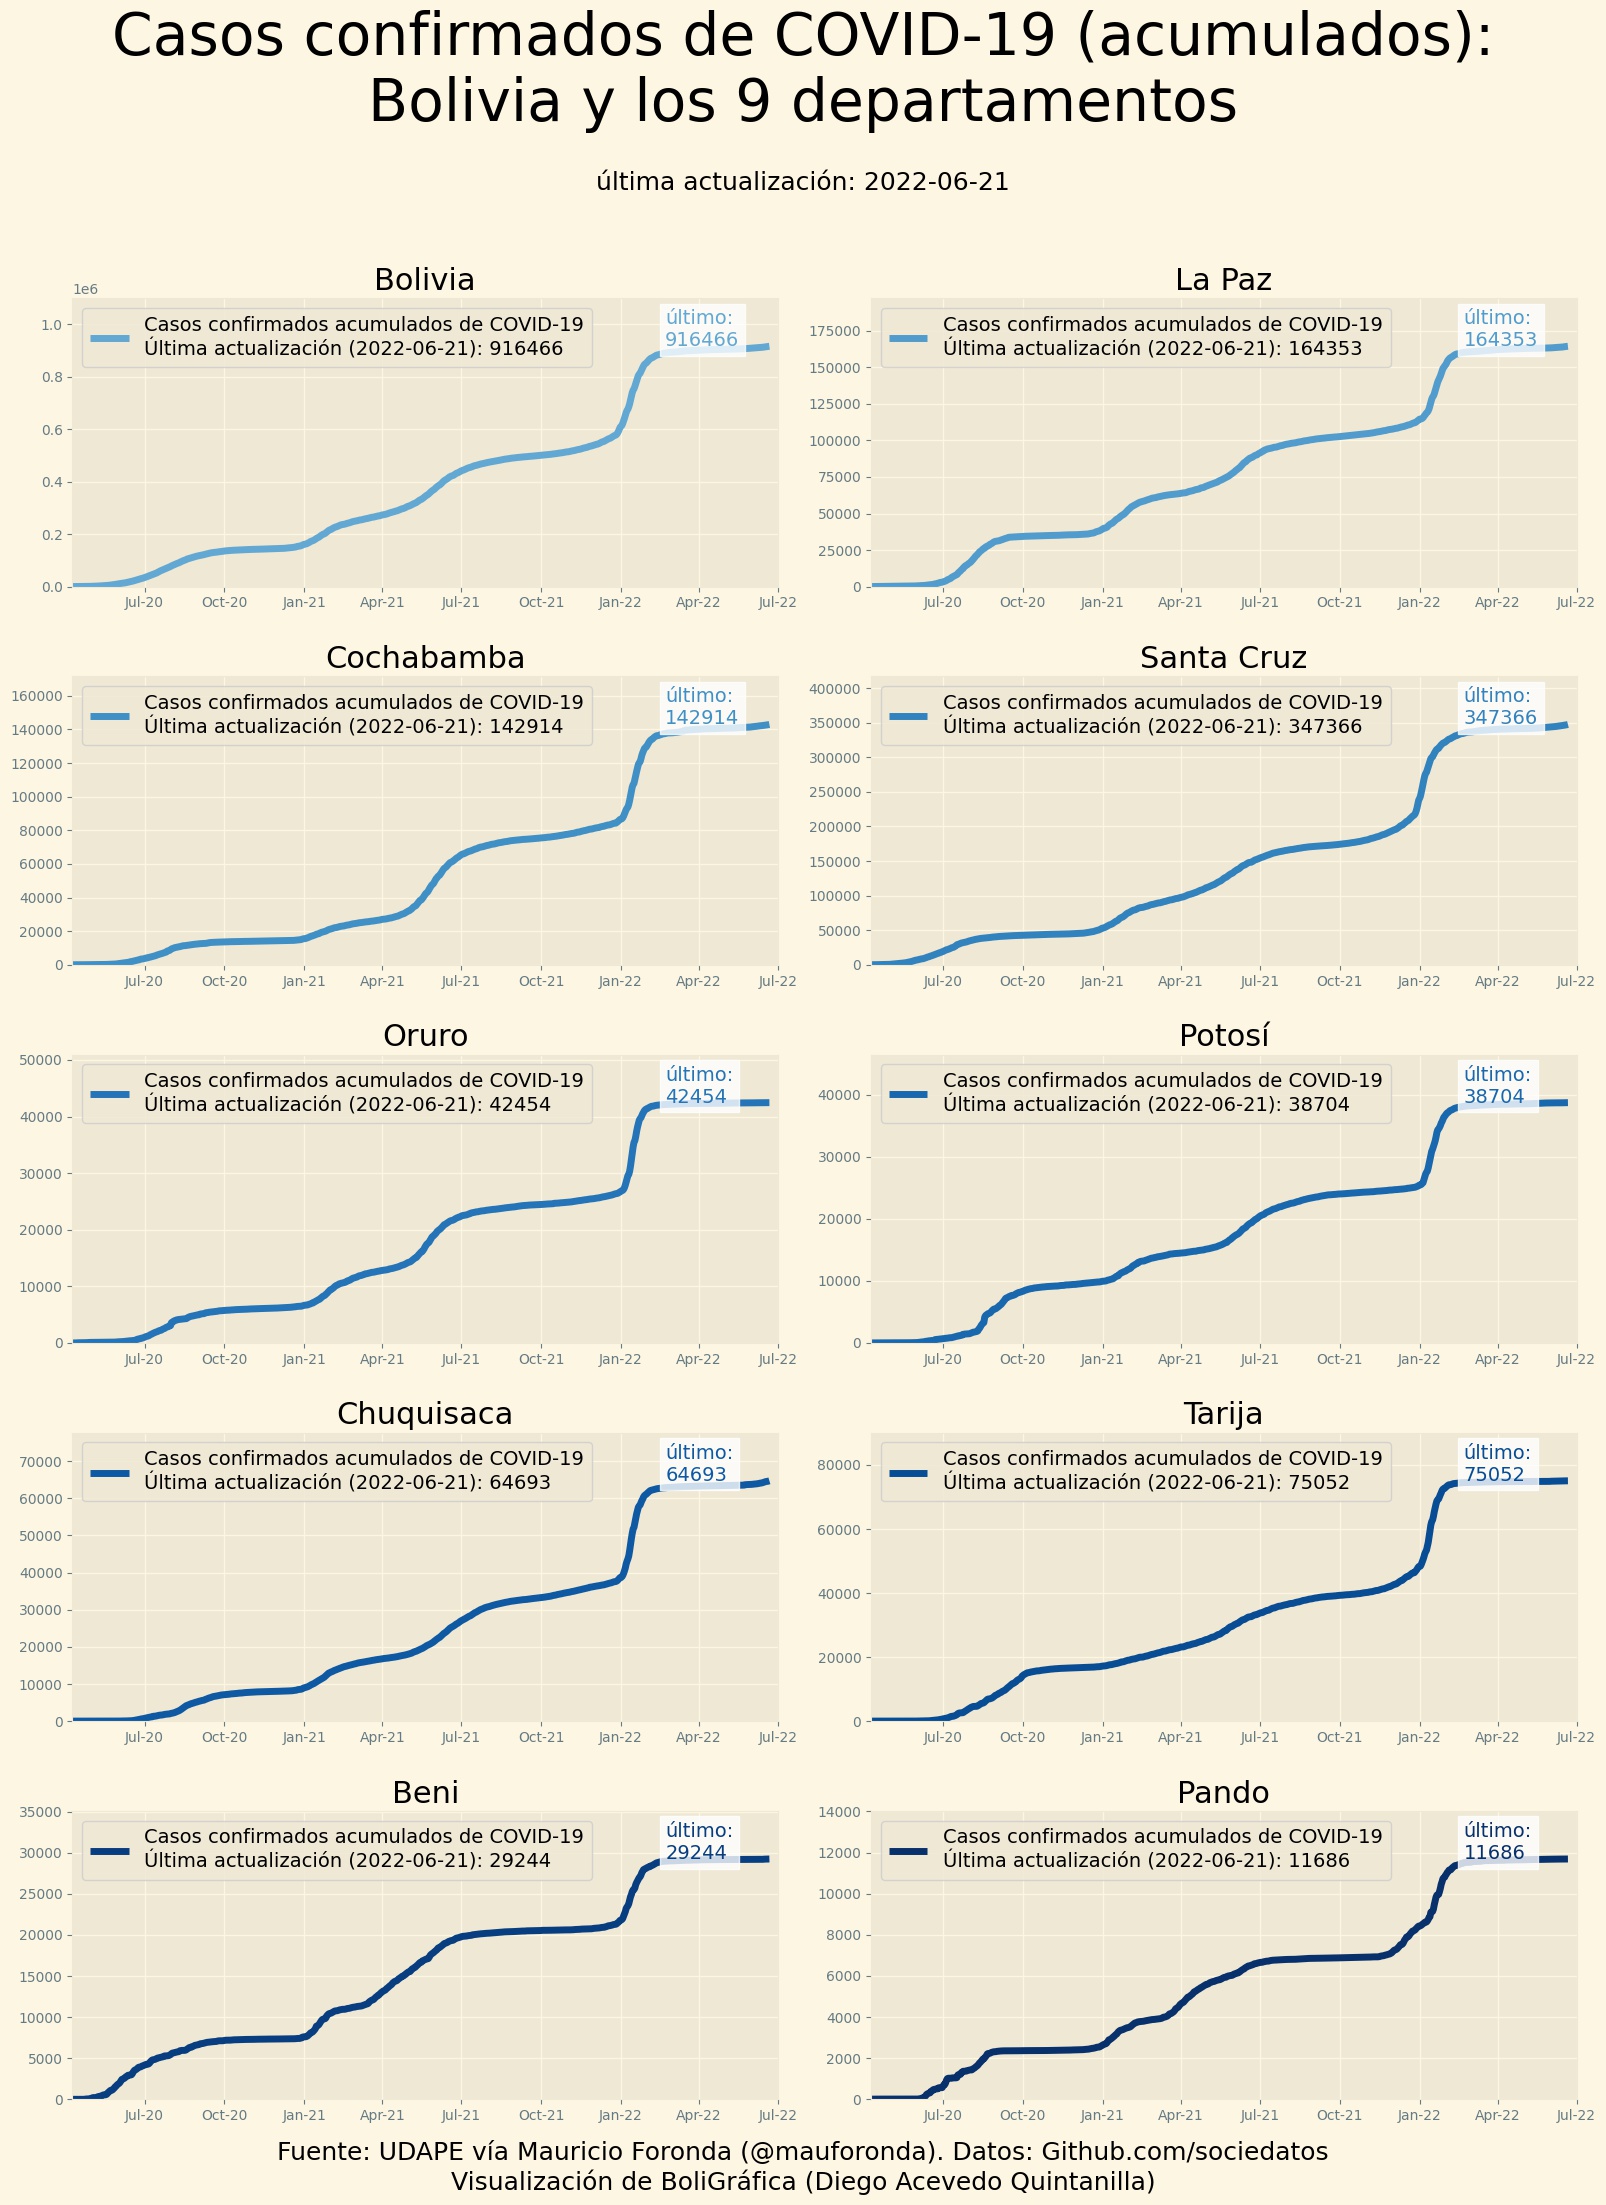 Casos confirmados de COVID-19 (acumulados):
Bolivia y los 9 departamentos
última actualización: 2022-06-21
Bolivia
1e6
Casos confirmados acumulados de COVID-19
Última actualización (2022-06-21): 916466
último:
916466
1.0
0.8
0.6
0.4
0.2
0.0
Jul-20 Oct-20 Jan-21 Apr-21 Jul-21 Oct-21 Jan-22 Apr-22 Jul-22
La Paz
Casos confirmados acumulados de COVID-19
Última actualización (2022-06-21): 164353
último:
164353
175000
150000
125000
100000
75000
50000
25000
0
Jul-20 Oct-20 Jan-21 Apr-21 Jul-21 Oct-21 Jan-22 Apr-22 Jul-22
Cochabamba
Casos confirmados acumulados de COVID-19
Última actualización (2022-06-21): 142914
último:
142914
160000
140000
120000
100000
80000
60000
40000
20000
0
Jul-20 Oct-20 Jan-21 Apr-21 Jul-21 Oct-21 Jan-22 Apr-22 Jul-22
Santa Cruz
Casos confirmados acumulados de COVID-19
Última actualización (2022-06-21): 347366
último:
347366
400000
350000
300000
250000
200000
150000
100000
50000
0
Jul-20 Oct-20 Jan-21 Apr-21 Jul-21 Oct-21 Jan-22 Apr-22 Jul-22
Oruro
Casos confirmados acumulados de COVID-19
Última actualización (2022-06-21): 42454
último:
42454
50000
40000
30000
20000
10000
0
Jul-20 Oct-20 Jan-21 Apr-21 Jul-21 Oct-21 Jan-22 Apr-22 Jul-22
Potosí
Casos confirmados acumulados de COVID-19
Última actualización (2022-06-21): 38704
último:
38704
40000
30000
20000
10000
0
Jul-20 Oct-20 Jan-21 Apr-21 Jul-21 Oct-21 Jan-22 Apr-22 Jul-22
Chuquisaca
Casos confirmados acumulados de COVID-19
Última actualización (2022-06-21): 64693
último:
64693
70000
60000
50000
40000
30000
20000
10000
0
Jul-20 Oct-20 Jan-21 Apr-21 Jul-21 Oct-21 Jan-22 Apr-22 Jul-22
Tarija
Casos confirmados acumulados de COVID-19
Última actualización (2022-06-21): 75052
último:
75052
80000
60000
40000
20000
0
Jul-20 Oct-20 Jan-21 Apr-21 Jul-21 Oct-21 Jan-22 Apr-22 Jul-22
Beni
Casos confirmados acumulados de COVID-19
Última actualización (2022-06-21): 29244
último:
29244
35000
30000
25000
20000
15000
10000
5000
0
Jul-20 Oct-20 Jan-21 Apr-21 Jul-21 Oct-21 Jan-22 Apr-22 Jul-22
Pando
Casos confirmados acumulados de COVID-19
Última actualización (2022-06-21): 11686
último:
11686
14000
12000
10000
8000
6000
4000
2000
0
Jul-20 Oct-20 Jan-21 Apr-21 Jul-21 Oct-21 Jan-22 Apr-22 Jul-22
Fuente: UDAPE vía Mauricio Foronda (@mauforonda). Datos: Github.com/sociedatos
Visualización de BoliGráfica (Diego Acevedo Quintanilla)